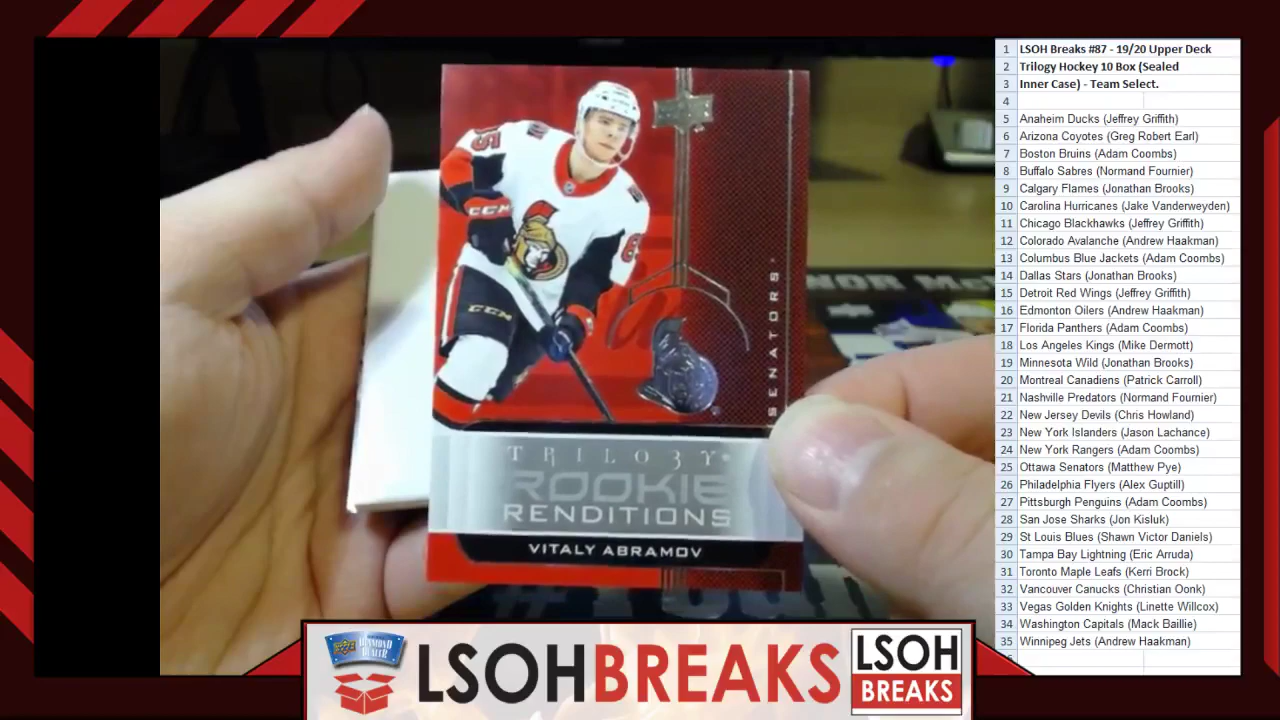 SENATORS
TRILOGY
ROOKIE
RENDITIONS
VITALY ABRAMOV
CCM
CCM
1 LSOH Breaks #87 - 19/20 Upper Deck
2 Trilogy Hockey 10 Box (Sealed
3 Inner Case) - Team Select.
4
5 Anaheim Ducks (Jeffrey Griffith)
6 Arizona Coyotes (Greg Robert Earl)
7 Boston Bruins (Adam Coombs)
8 Buffalo Sabres (Normand Fournier)
9 Calgary Flames (Jonathan Brooks)
10 Carolina Hurricanes (Jake Vanderweyden)
11 Chicago Blackhawks (Jeffrey Griffith)
12 Colorado Avalanche (Andrew Haakman)
13 Columbus Blue Jackets (Adam Coombs)
14 Dallas Stars (Jonathan Brooks)
15 Detroit Red Wings (Jeffrey Griffith)
16 Edmonton Oilers (Andrew Haakman)
17 Florida Panthers (Adam Coombs)
18 Los Angeles Kings (Mike Dermott)
19 Minnesota Wild (Jonathan Brooks)
20 Montreal Canadiens (Patrick Carroll)
21 Nashville Predators (Normand Fournier)
22 New Jersey Devils (Chris Howland)
23 New York Islanders (Jason Lachance)
24 New York Rangers (Adam Coombs)
25 Ottawa Senators (Matthew Pye)
26 Philadelphia Flyers (Alex Guptill)
27 Pittsburgh Penguins (Adam Coombs)
28 San Jose Sharks (Jon Kisluk)
29 St Louis Blues (Shawn Victor Daniels)
30 Tampa Bay Lightning (Eric Arruda)
31 Toronto Maple Leafs (Kerri Brock)
32 Vancouver Canucks (Christian Oonk)
33 Vegas Golden Knights (Linette Willcox)
34 Washington Capitals (Mack Baillie)
35 Winnipeg Jets (Andrew Haakman)
DIAMOND
DEALER
LSOHBREAKS
LSOH
BREAKS